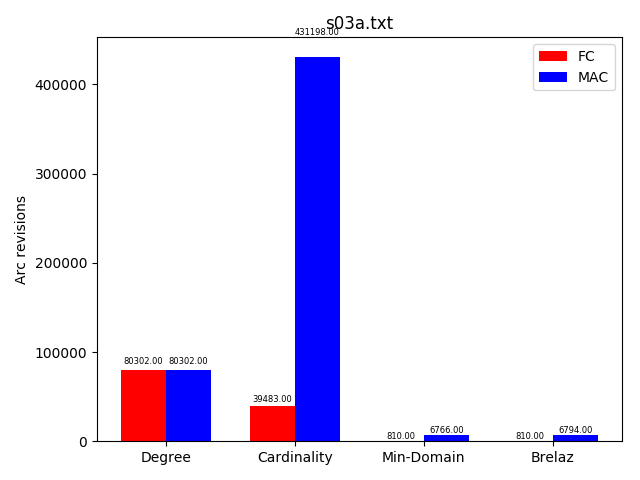 s03a.txt
431198.00
FC
MAC
400000
300000
Arc revisions
200000
100000
80302.00 80302.00
39483.00
810.00 6766.00 810.00 6794.00
0
Degree Cardinality Min-Domain Brelaz